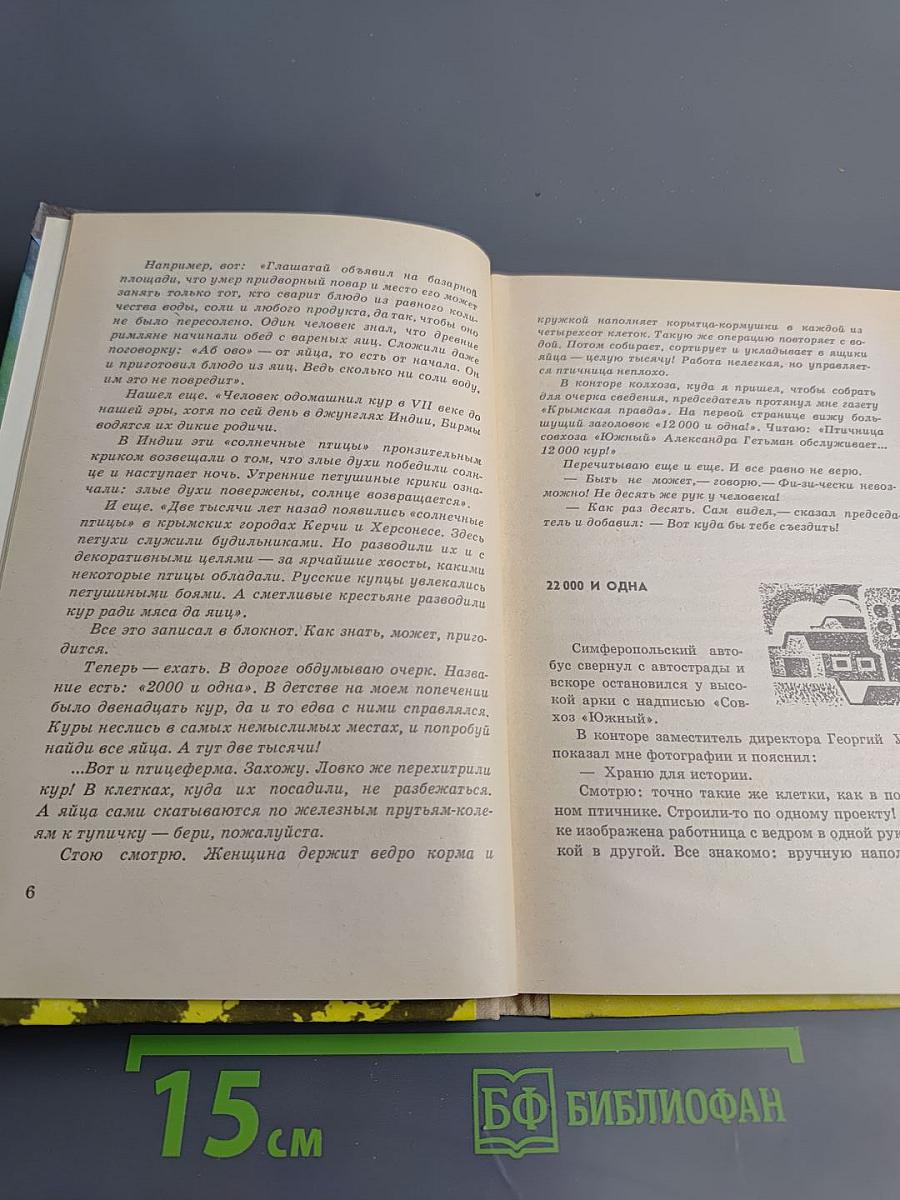 Например, вот: «Глашатай объявил на базарной
площади, что умер придворный повар и место его может
занять только тот, кто сварит блюдо из равного коли-
чества воды, соли и любого продукта, да так, чтобы оно
не было пересолено. Один человек знал, что древние
римляне начинали обед с вареных яиц. Сложили даже
поговорку: «Аб ово» — от яйца, то есть от начала. Он
и приготовил блюдо из яиц. Ведь сколько ни соли воду,
им это не повредит».
Нашел еще. «Человек одомашнил кур в VII веке до
нашей эры, хотя по сей день в джунглях Индии, Бирмы
водятся их дикие родичи.
В Индии эти «солнечные птицы» пронзительным
криком возвещали о том, что злые духи победили солн-
це и наступает ночь. Утренние петушиные крики озна-
чали: злые духи повержены, солнце возвращается».
И еще. «Две тысячи лет назад появились «солнечные
птицы» в крымских городах Керчи и Херсонесе. Здесь
петухи служили будильниками. Но разводили их и с
декоративными целями — за ярчайшие хвосты, какими
некоторые птицы обладали. Русские купцы увлекались
петушиными боями. А сметливые крестьяне разводили
кур ради мяса да яиц».
Все это записал в блокнот. Как знать, может, приго-
дится.
Теперь — ехать. В дороге обдумываю очерк. Назва-
ние есть: «2000 и одна». В детстве на моем попечении
было двенадцать кур, да и то едва с ними справлялся.
Куры неслись в самых немыслимых местах, и попробуй
найди все яйца. А тут две тысячи!
...Вот и птицеферма. Захожу. Ловко же перехитрили
кур! В клетках, куда их посадили, не разбежаться.
А яйца сами скатываются по железным прутьям-коле-
ям к тупичку — бери, пожалуйста.
Стою смотрю. Женщина держит ведро корма и
6
кружкой наполняет корытца-кормушки в каждой из
четырехсот клеток. Такую же операцию повторяет с во-
дой. Потом собирает, сортирует и укладывает в ящики
яйца — целую тысячу! Работа нелегкая, но управляет-
ся птичница неплохо.
В конторе колхоза, куда я пришел, чтобы собрать
для очерка сведения, председатель протянул мне газету
«Крымская правда». На первой странице вижу боль-
шущий заголовок «12 000 и одна!». Читаю: «Птичница
совхоза «Южный» Александра Гетьман обслуживает...
12 000 кур!»
Перечитываю еще и еще. И все равно не верю.
— Быть не может,— говорю.— Фи-зи-чески невоз-
можно! Не десять же рук у человека!
— Как раз десять. Сам видел,— сказал председа-
тель и добавил: — Вот куда бы тебе съездить!
22 000 И ОДНА
Симферопольский авто-
бус свернул с автострады и
вскоре остановился у высо-
кой арки с надписью «Сов-
хоз «Южный».
В конторе заместитель директора Георгий
показал мне фотографии и пояснил:
— Храню для истории.
Смотрю: точно такие же клетки, как в по
ном птичнике. Строили-то по одному проекту!
ке изображена работница с ведром в одной рук
кой в другой. Все знакомо: вручную напол
15 см
БФ БИБЛИОФАН